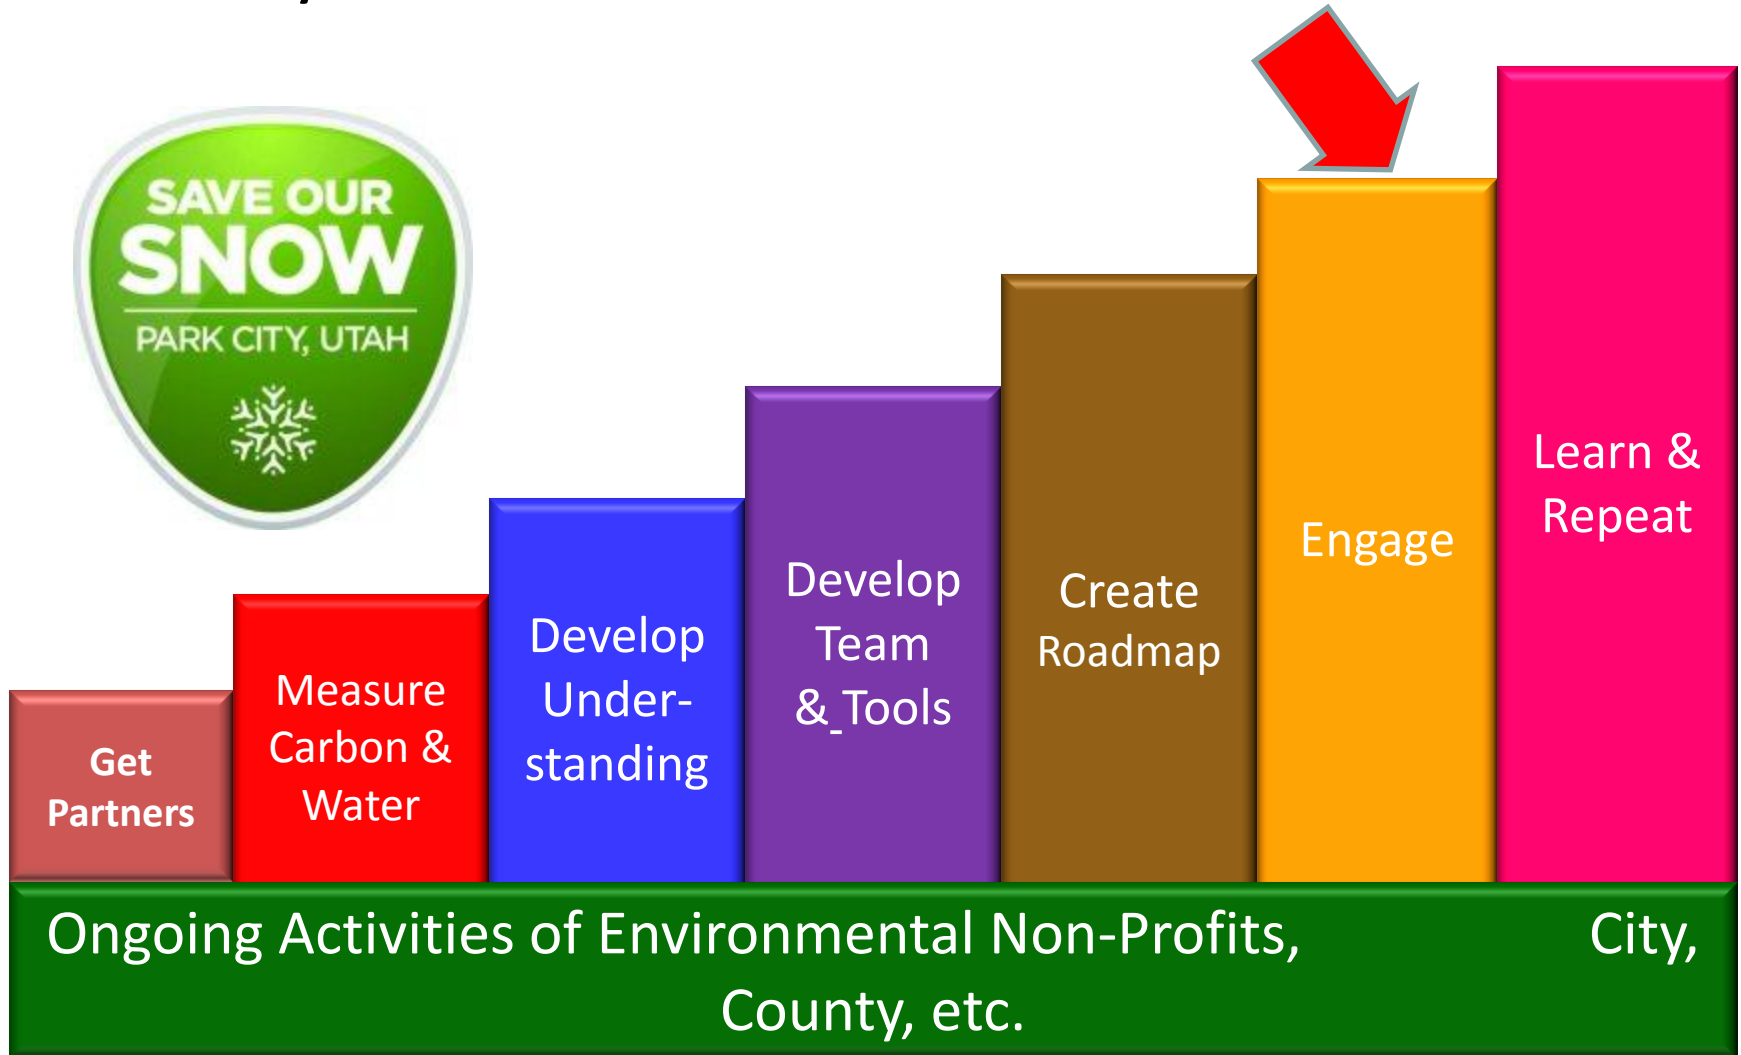 SAVE OUR
SNOW
PARK CITY, UTAH
Get
Partners
Measure
Carbon &
Water
Develop
Under-
standing
Develop
Team
& Tools
Create
Roadmap
Engage
Learn &
Repeat
Ongoing Activities of Environmental Non-Profits, City,
County, etc.